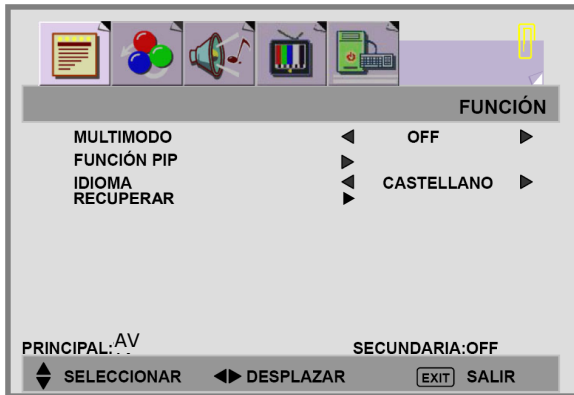 FUNCIÓN
MULTIMODO OFF
FUNCIÓN PIP
IDIOMA CASTELLANO
RECUPERAR
PRINCIPAL:AV SECUNDARIA:OFF
SELECCIONAR DESPLAZAR EXIT SALIR